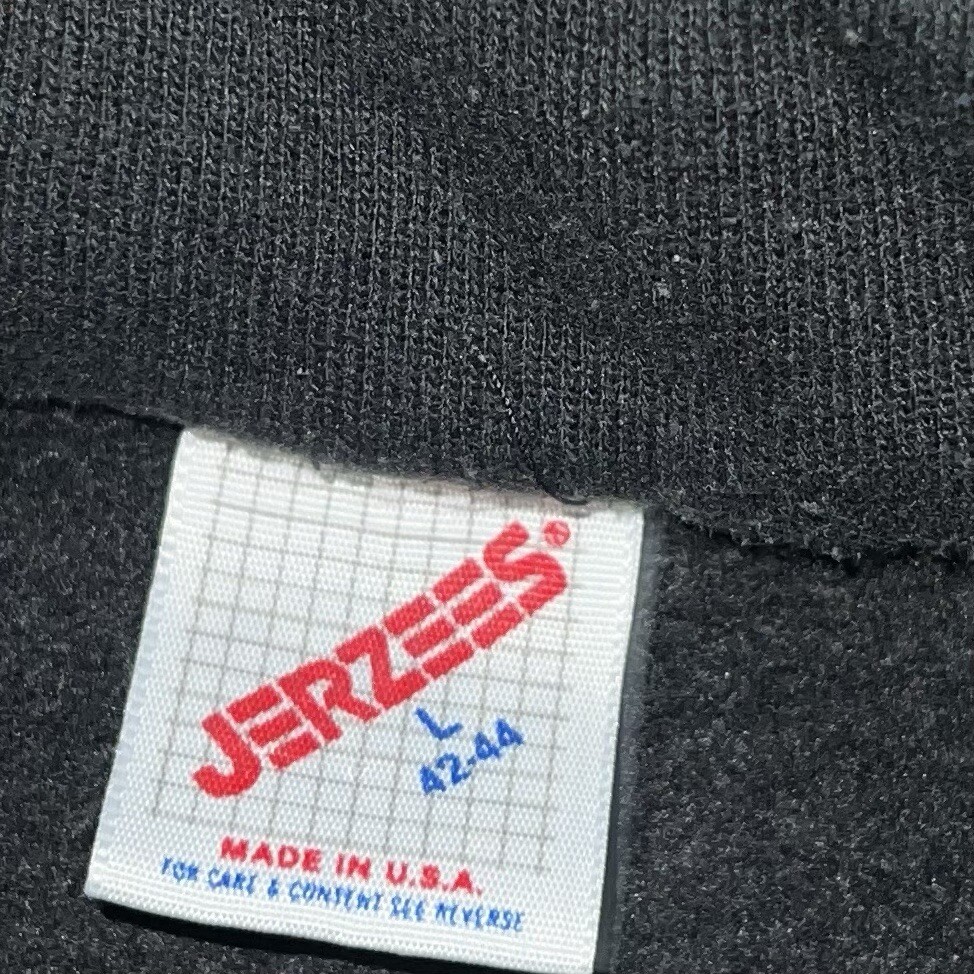 JERZEES®
L
42-44
MADE IN U.S.A.
FOR CARE & CONTENT SEE REVERSE